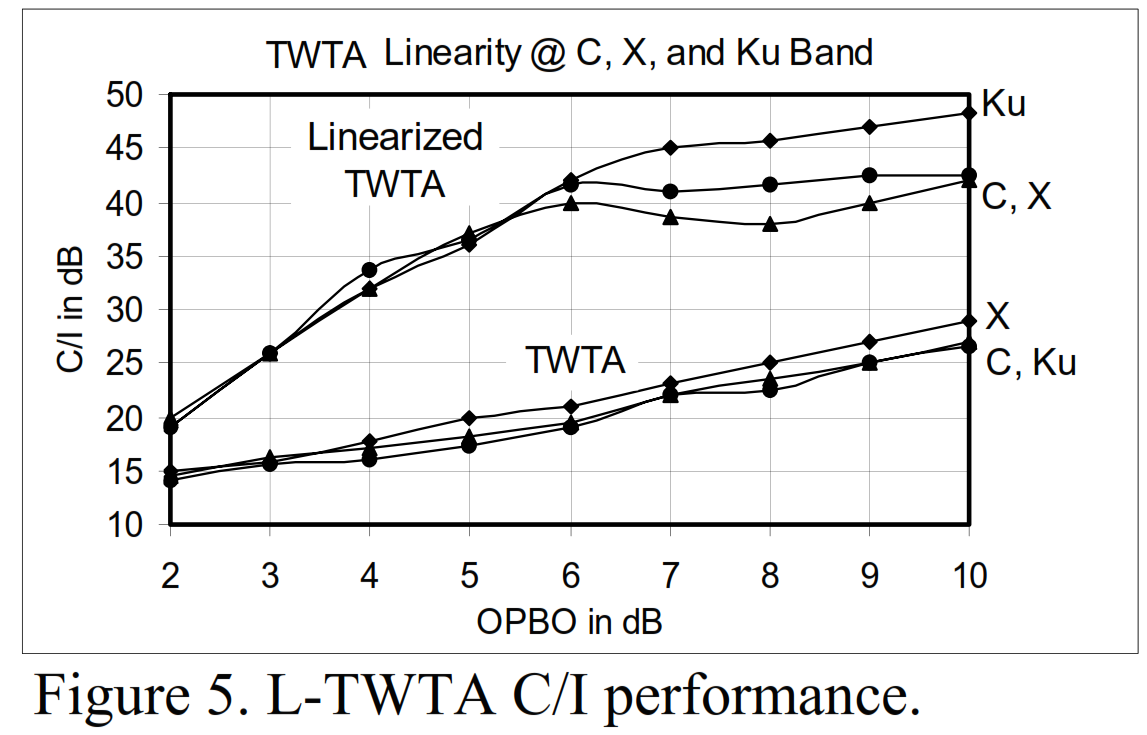 TWTA Linearity @ C, X, and Ku Band
50
45
40
35
30
25
20
15
10
C/I in dB
Linearized
TWTA
TWTA
Ku
C, X
X
C, Ku
2 3 4 5 6 7 8 9 10
OPBO in dB
Figure 5. L-TWTA C/I performance.